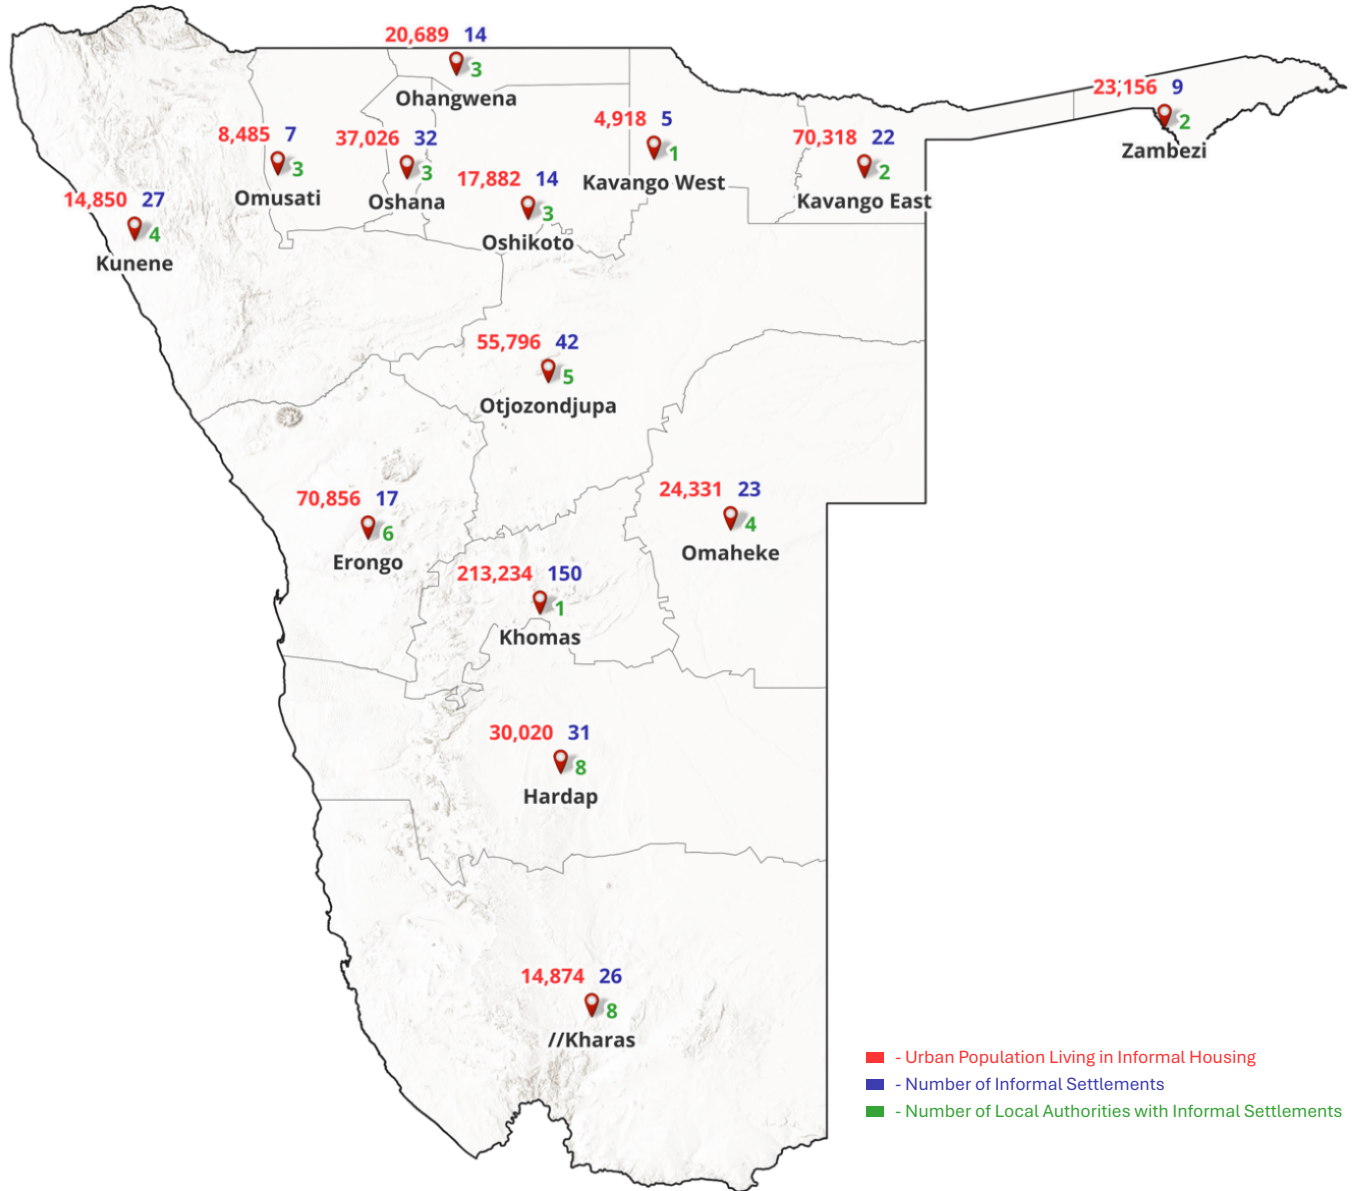 20,689 14
3
Ohangwena
23,156 9
2
Zambezi
4,918 5
1
Kavango West
70,318 22
2
Kavango East
8,485 7
3
Omusati
37,026 32
3
Oshana
17,882 14
3
Oshikoto
14,850 27
4
Kunene
55,796 42
5
Otjozondjupa
70,856 17
6
Erongo
24,331 23
4
Omaheke
213,234 150
1
Khomas
30,020 31
8
Hardap
14,874 26
8
//Kharas
- Urban Population Living in Informal Housing
- Number of Informal Settlements
- Number of Local Authorities with Informal Settlements